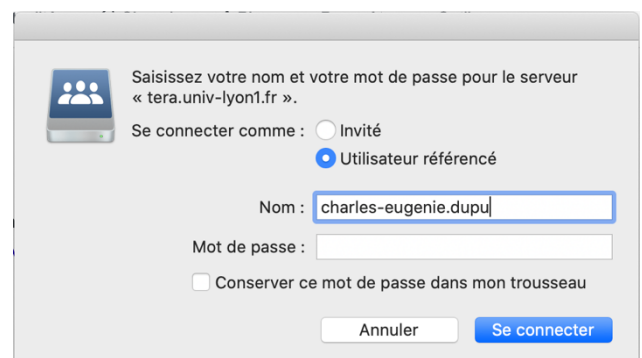 Saisissez votre nom et votre mot de passe pour le serveur
« tera.univ-lyon1.fr ».
Se connecter comme : Invité
Utilisateur référencé
Nom : charles-eugenie.dupu
Mot de passe :
Conserver ce mot de passe dans mon trousseau
Annuler Se connecter